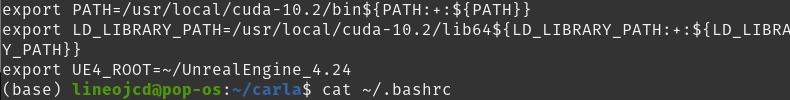 export PATH=/usr/local/cuda-10.2/bin${PATH:+:${PATH}}
export LD_LIBRARY_PATH=/usr/local/cuda-10.2/lib64${LD_LIBRARY_PATH:+:${LD_LIBRA
Y_PATH}}
export UE4_ROOT=~/UnrealEngine_4.24
(base) lineojcd@pop-os:~/carla$ cat ~/.bashrc